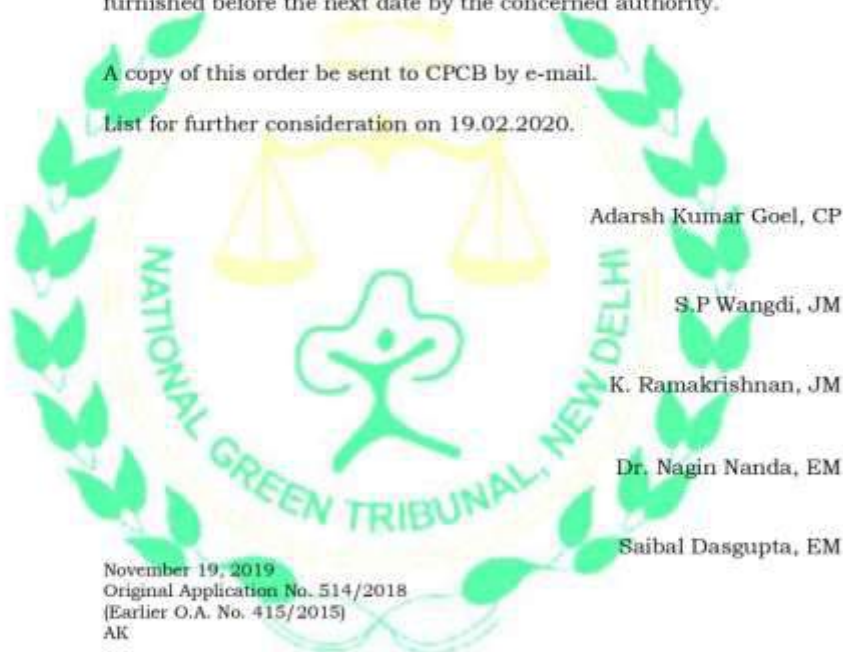 furnished before the next date by the concerned authority.
A copy of this order be sent to CPCB by e-mail.
List for further consideration on 19.02.2020.
Adarsh Kumar Goel, CP
S.P Wangdi, JM
K. Ramakrishnan, JM
Dr. Nagin Nanda, EM
Saibal Dasgupta, EM
November 19, 2019
Original Application No. 514/2018
(Earlier O.A. No. 415/2015)
AK
NATIONAL GREEN TRIBUNAL, NEW DELHI